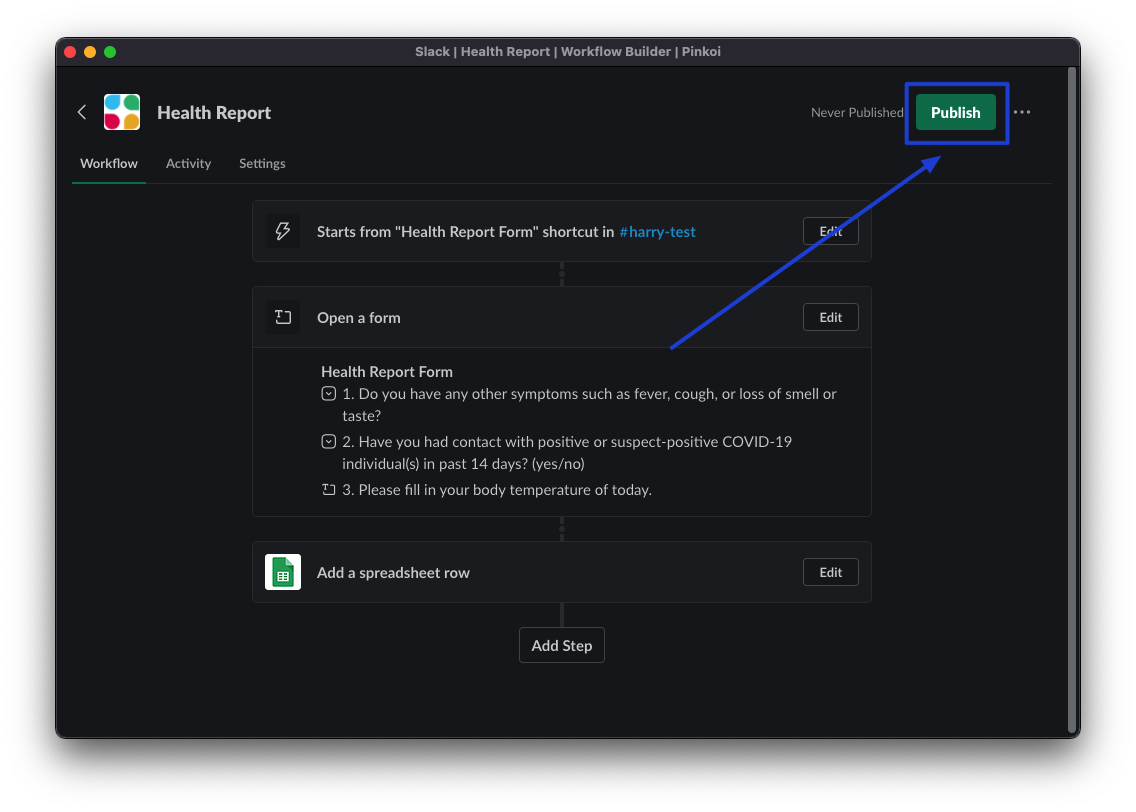 Slack | Health Report | Workflow Builder | Pinkoi
Health Report
Never Published
Publish
Workflow
Activity
Settings
Starts from "Health Report Form" shortcut in #harry-test
Edit
Open a form
Edit
Health Report Form
1. Do you have any other symptoms such as fever, cough, or loss of smell or
taste?
2. Have you had contact with positive or suspect-positive COVID-19
individual(s) in past 14 days? (yes/no)
3. Please fill in your body temperature of today.
Add a spreadsheet row
Edit
Add Step